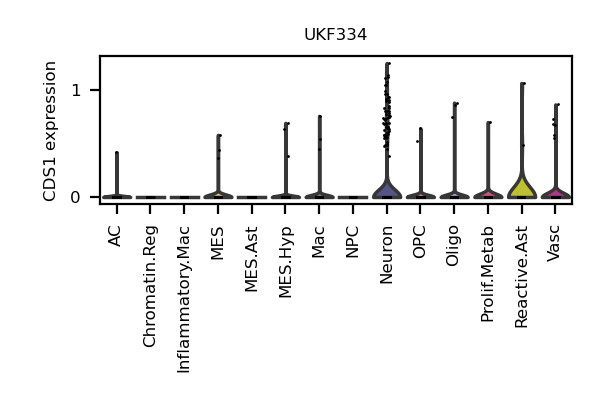 UKF334
CDS1 expression
1
0
AC
Chromatin.Reg
Inflammatory.Mac
MES
MES.Ast
MES.Hyp
Mac
NPC
Neuron
OPC
Oligo
Prolif.Metab
Reactive.Ast
Vasc